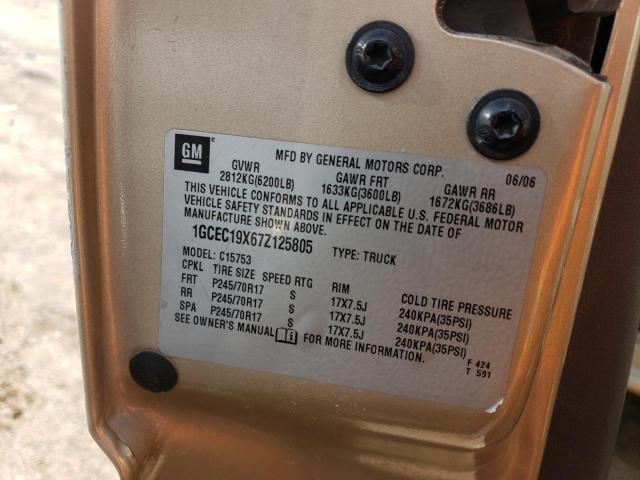 GM
MFD BY GENERAL MOTORS CORP. 06/06
GVWR GAWR FRT GAWR RR
2812KG(6200LB) 1633KG(3600LB) 1672KG(3686LB)
THIS VEHICLE CONFORMS TO ALL APPLICABLE U.S. FEDERAL MOTOR
VEHICLE SAFETY STANDARDS IN EFFECT ON THE DATE OF
MANUFACTURE SHOWN ABOVE.
1GCEC19X67Z125805 TYPE: TRUCK
MODEL: C15753
CPKL TIRE SIZE SPEED RTG RIM COLD TIRE PRESSURE
FRT P245/70R17 S 17X7.5J 240KPA(35PSI)
RR P245/70R17 S 17X7.5J 240KPA(35PSI)
SPA P245/70R17 S 17X7.5J 240KPA(35PSI)
SEE OWNER'S MANUAL FOR MORE INFORMATION.
F 424
T 591